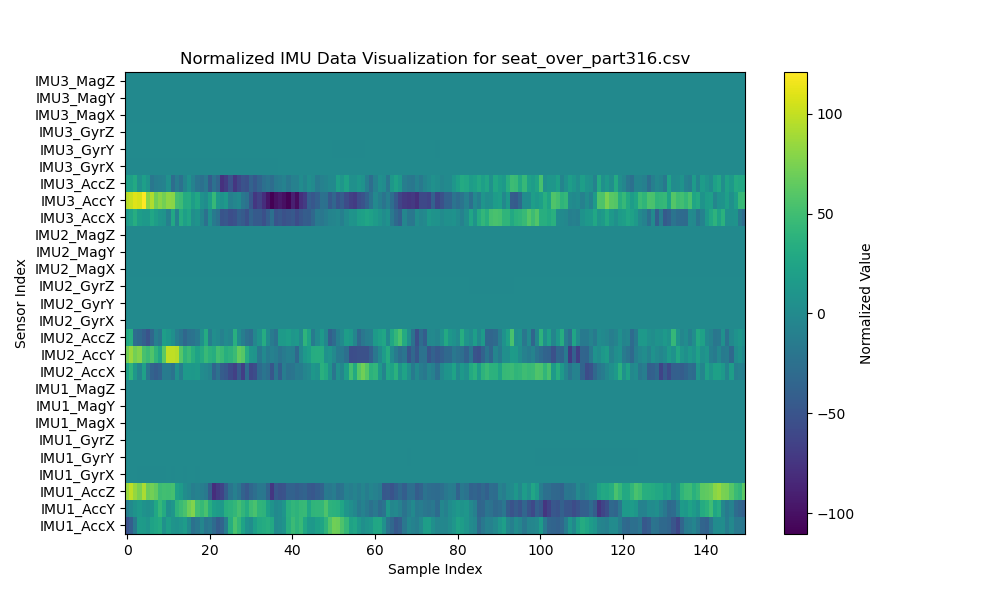 Normalized IMU Data Visualization for seat_over_part316.csv
IMU3_MagZ
IMU3_MagY
IMU3_MagX
IMU3_GyrZ
IMU3_GyrY
IMU3_GyrX
IMU3_AccZ
IMU3_AccY
IMU3_AccX
IMU2_MagZ
IMU2_MagY
IMU2_MagX
IMU2_GyrZ
IMU2_GyrY
IMU2_GyrX
IMU2_AccZ
IMU2_AccY
IMU2_AccX
IMU1_MagZ
IMU1_MagY
IMU1_MagX
IMU1_GyrZ
IMU1_GyrY
IMU1_GyrX
IMU1_AccZ
IMU1_AccY
IMU1_AccX
Sensor Index
0 20 40 60 80 100 120 140
Sample Index
100
50
0
−50
−100
Normalized Value